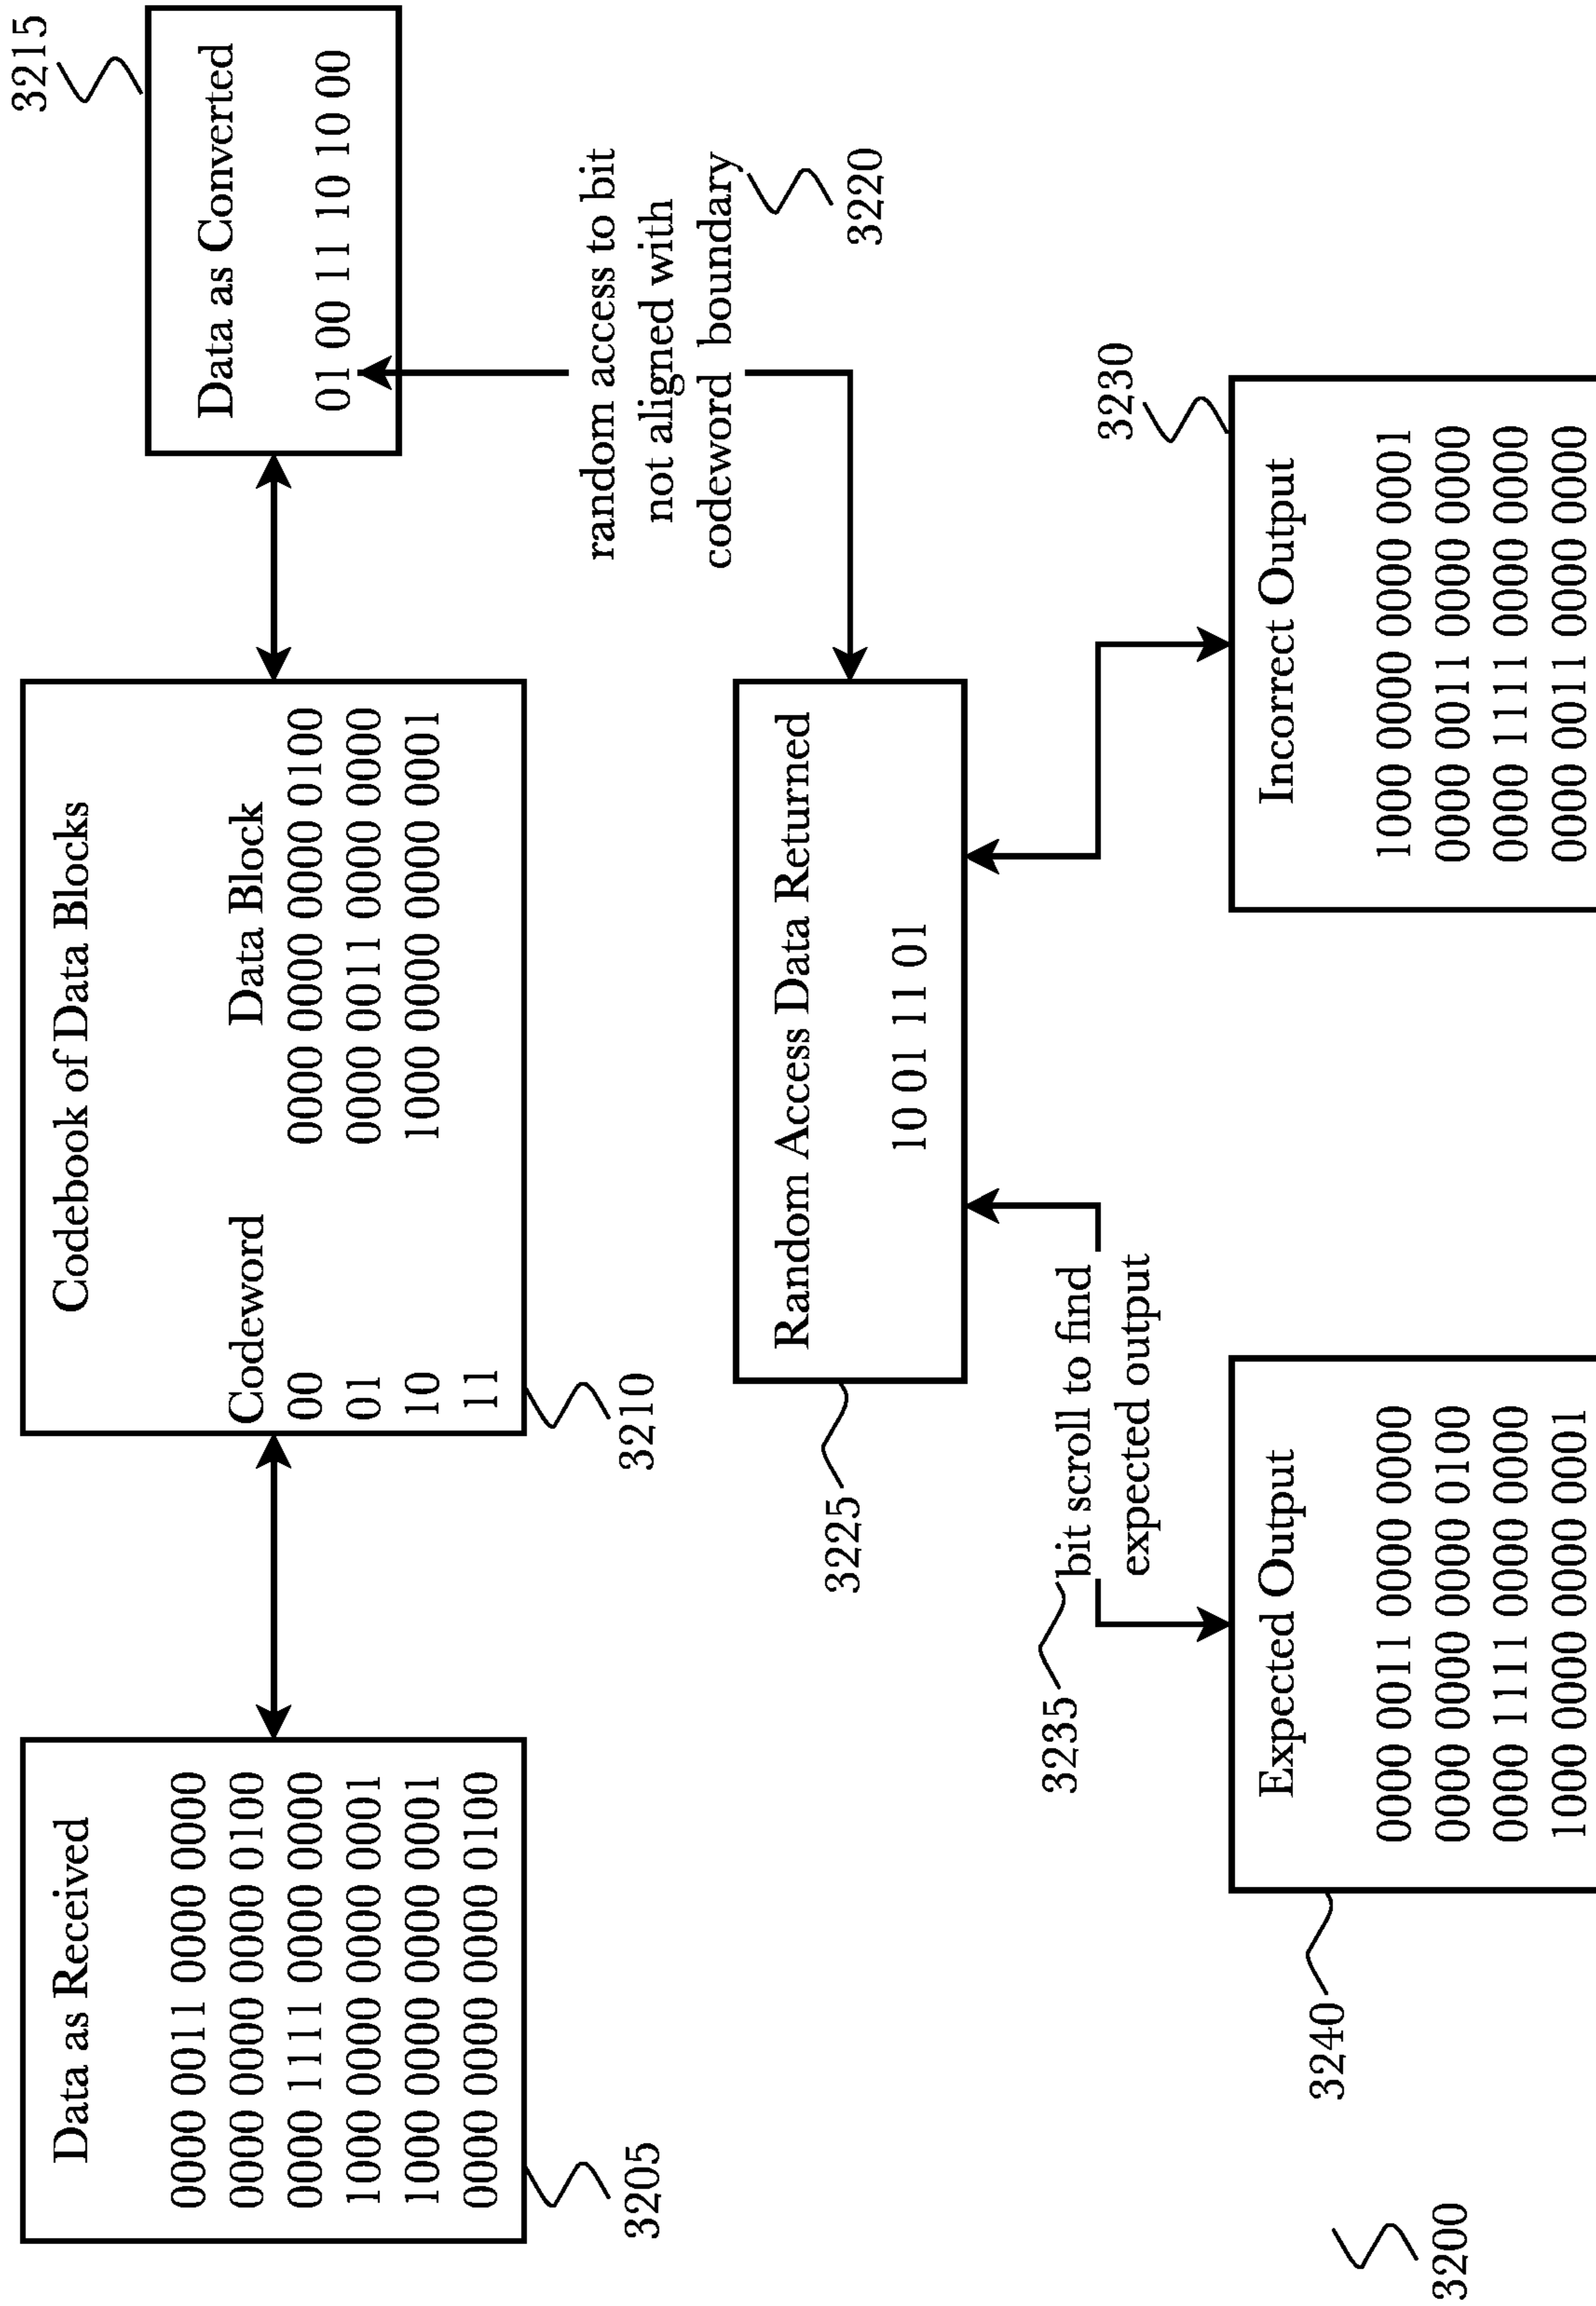 Data as Received
0000 0011 0000 0000
0000 0000 0000 0100
0000 1111 0000 0000
1000 0000 0000 0001
1000 0000 0000 0001
0000 0000 0000 0100
3205
Codebook of Data Blocks
Codeword Data Block
00 0000 0000 0000 0100
01 0000 0011 0000 0000
10 1000 0000 0000 0001
11
3210
3215
Data as Converted
01 00 11 10 10 00
random access to bit
not aligned with
codeword boundary
3220
Random Access Data Returned
10 01 11 01
3225
3235
bit scroll to find
expected output
Expected Output
0000 0011 0000 0000
0000 0000 0000 0100
0000 1111 0000 0000
1000 0000 0000 0001
3240
3230
Incorrect Output
1000 0000 0000 0001
0000 0011 0000 0000
0000 1111 0000 0000
0000 0011 0000 0000
3200